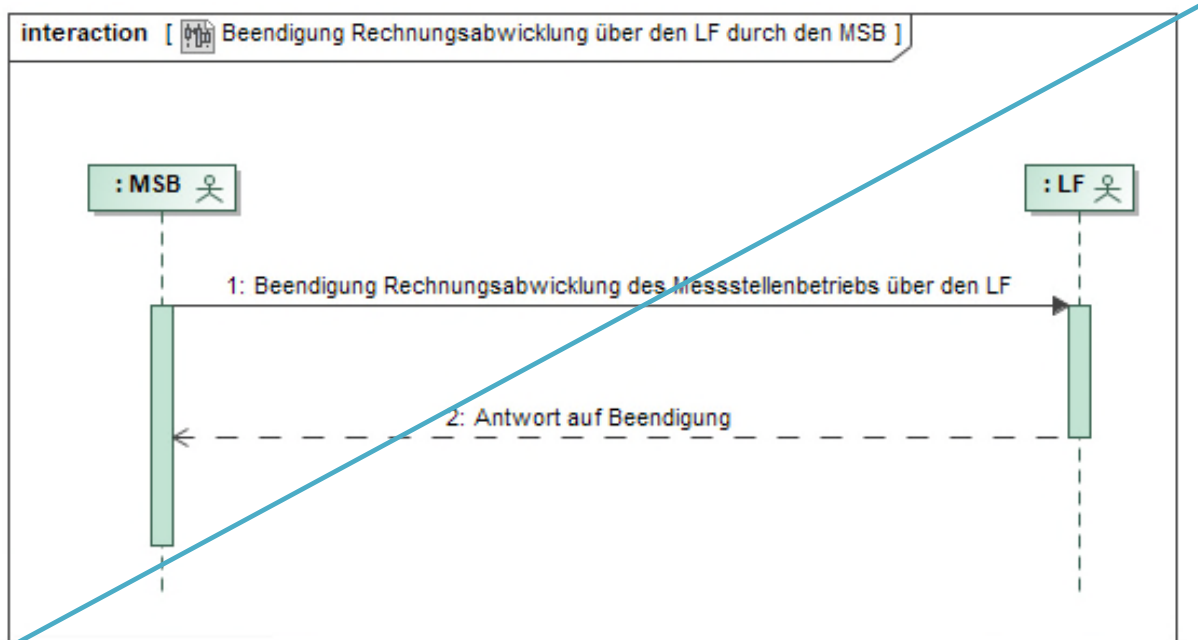 interaction [ Beendigung Rechnungsabwicklung über den LF durch den MSB ]
: MSB
: LF
1: Beendigung Rechnungsabwicklung des Messstellenbetriebs über den LF
2: Antwort auf Beendigung